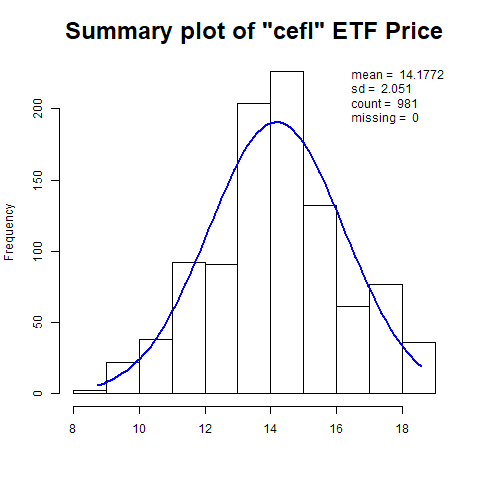 Summary plot of "cefl" ETF Price
mean = 14.1772
sd = 2.051
count = 981
missing = 0
Frequency
200
150
100
50
0
8 10 12 14 16 18